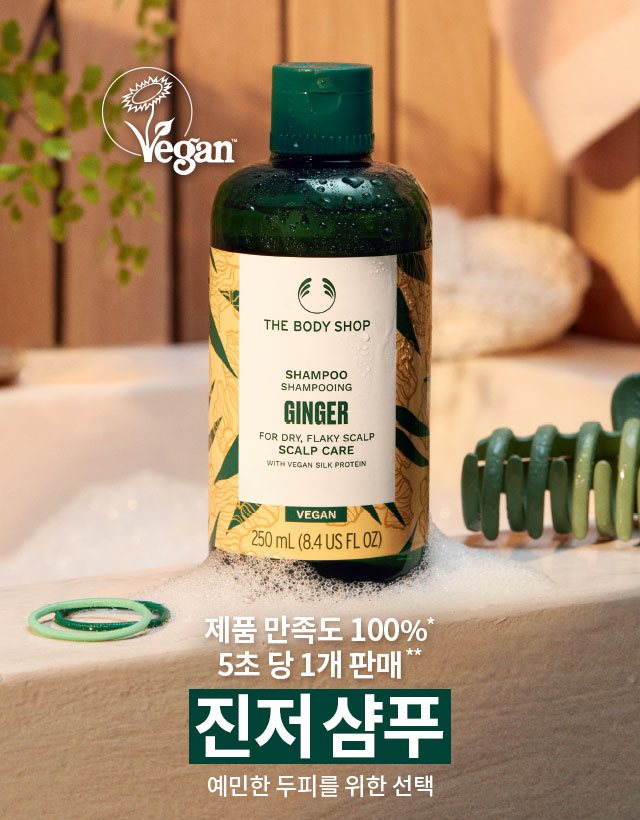 Vegan™
THE BODY SHOP
SHAMPOO
SHAMPOOING
GINGER
FOR DRY, FLAKY SCALP
SCALP CARE
WITH VEGAN SILK PROTEIN
VEGAN
250 mL (8.4 US FL OZ)
제품 만족도 100%*
5초 당 1개 판매**
진저 샴푸
예민한 두피를 위한 선택